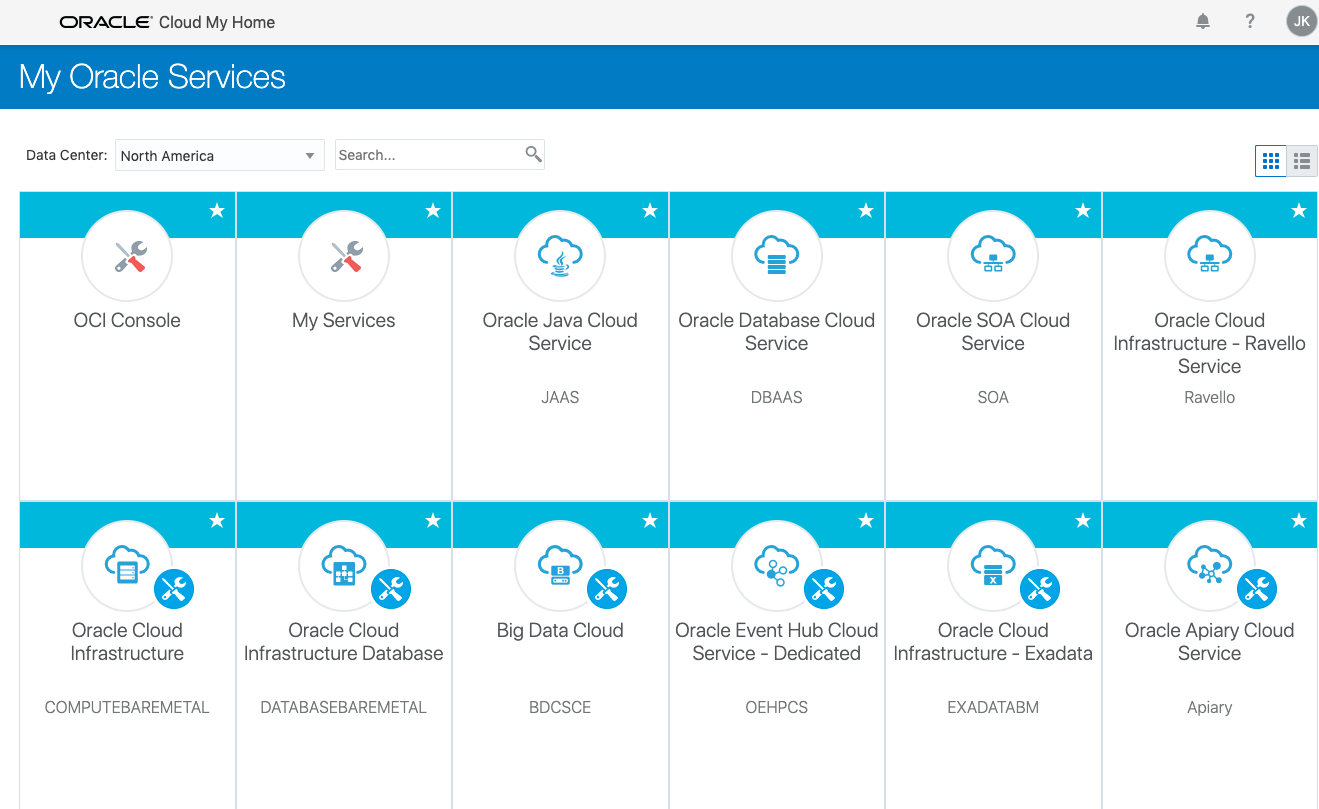 ORACLE Cloud My Home
? JK
My Oracle Services
Data Center: North America Search...
OCI Console
My Services
Oracle Java Cloud
Service
JAAS
Oracle Database Cloud
Service
DBAAS
Oracle SOA Cloud
Service
SOA
Oracle Cloud
Infrastructure - Ravello
Service
Ravello
Oracle Cloud
Infrastructure
COMPUTEBAREMETAL
Oracle Cloud
Infrastructure Database
DATABASEBAREMETAL
B
Big Data Cloud
BDCSCE
Oracle Event Hub Cloud
Service - Dedicated
OEHPCS
X
Oracle Cloud
Infrastructure - Exadata
EXADATABM
Oracle Apiary Cloud
Service
Apiary